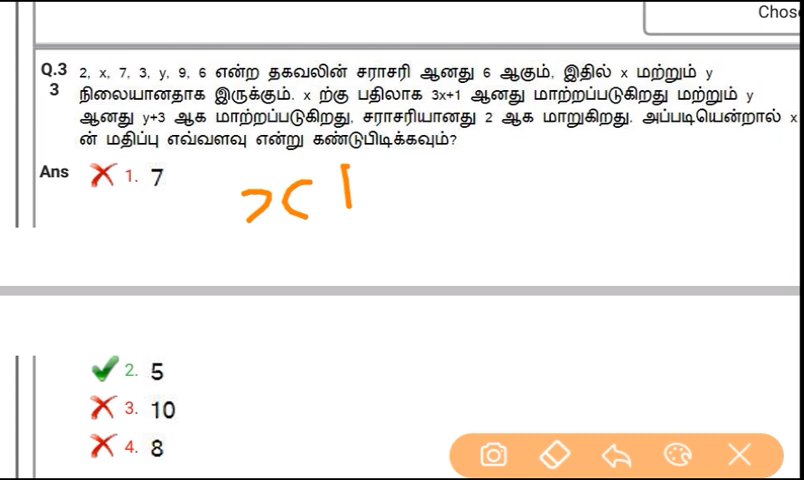 Chos
Q.3 2, x, 7, 3, y, 9, 6 என்ற தகவலின் சராசரி ஆனது 6 ஆகும், இதில் x மற்றும் y
3 நிலையானதாக இருக்கும். x ற்கு பதிலாக 3x+1 ஆனது மாற்றப்படுகிறது மற்றும் y
ஆனது y+3 ஆக மாற்றப்படுகிறது, சராசரியானது 2 ஆக மாறுகிறது. அப்படியென்றால் x
ன் மதிப்பு எவ்வளவு என்று கண்டுபிடிக்கவும்?
Ans 1. 7
x
2. 5
3. 10
4. 8